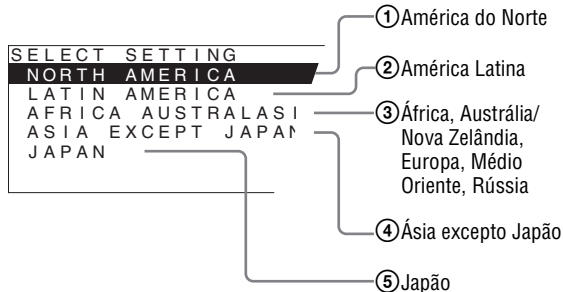 SELECT SETTING
NORTH AMERICA
LATIN AMERICA
AFRICA AUSTRALASI
ASIA EXCEPT JAPAN
JAPAN
①América do Norte
②América Latina
③África, Austrália/
Nova Zelândia,
Europa, Médio
Oriente, Rússia
④Ásia excepto Japão
⑤Japão